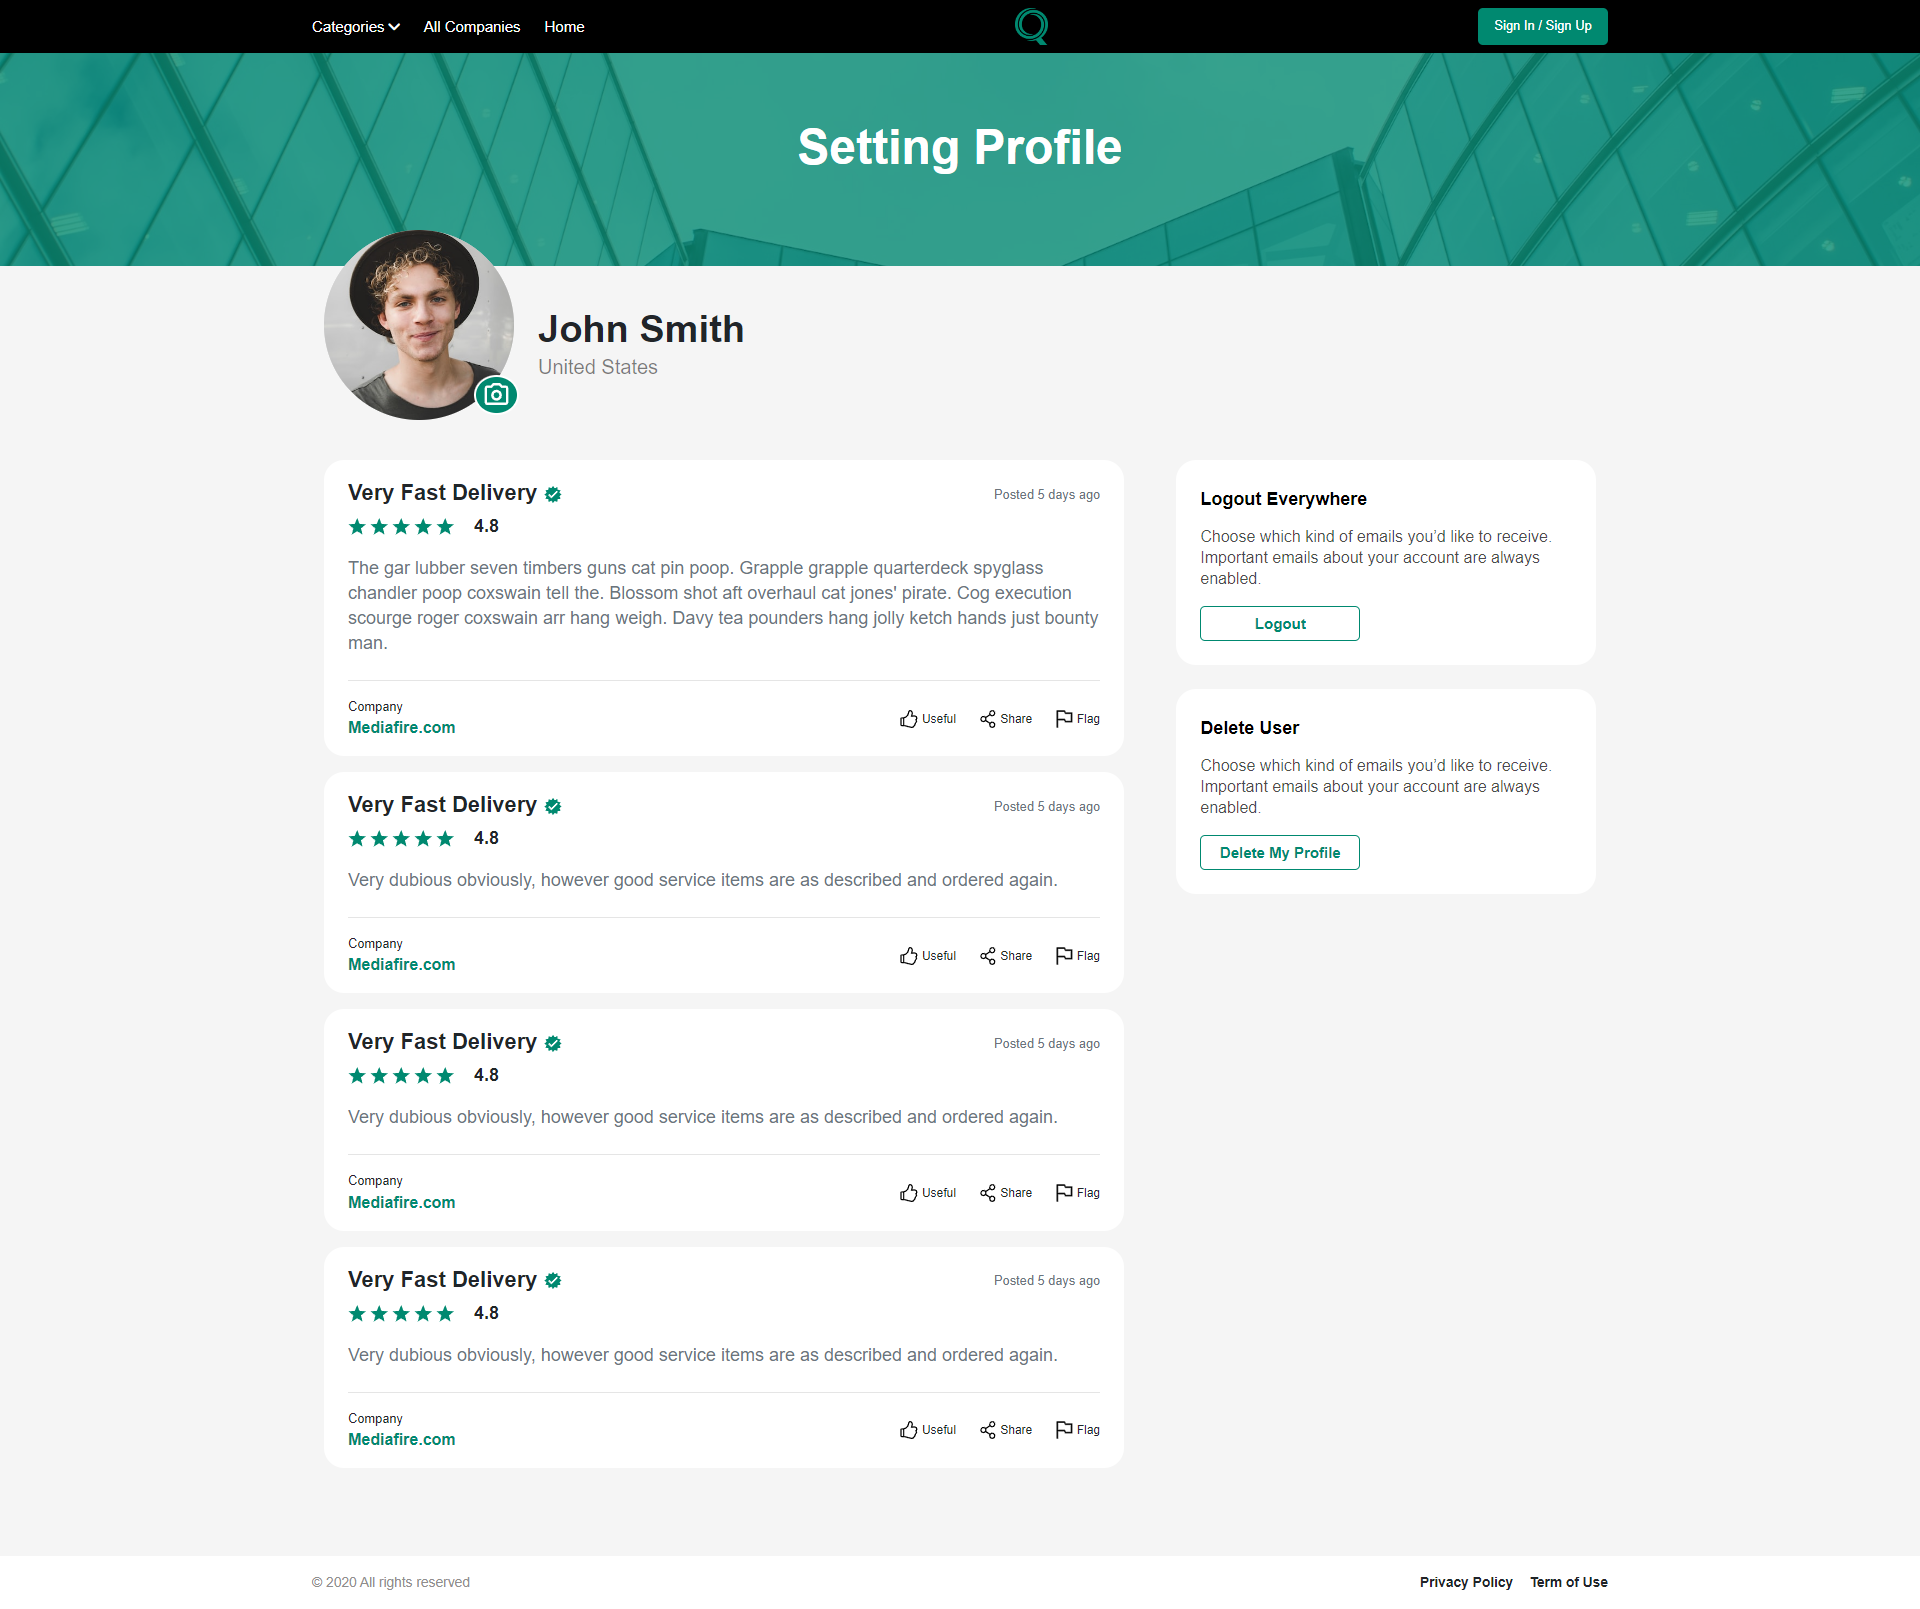 Categories All Companies Home Q Sign In / Sign Up
Setting Profile
John Smith
United States
Very Fast Delivery Posted 5 days ago
4.8
The gar lubber seven timbers guns cat pin poop. Grapple grapple quarterdeck spyglass
chandler poop coxswain tell the. Blossom shot aft overhaul cat jones' pirate. Cog execution
scourge roger coxswain arr hang weigh. Davy tea pounders hang jolly ketch hands just bounty
man.
Company
Mediafire.com
Useful Share Flag
Very Fast Delivery Posted 5 days ago
4.8
Very dubious obviously, however good service items are as described and ordered again.
Company
Mediafire.com
Useful Share Flag
Very Fast Delivery Posted 5 days ago
4.8
Very dubious obviously, however good service items are as described and ordered again.
Company
Mediafire.com
Useful Share Flag
Very Fast Delivery Posted 5 days ago
4.8
Very dubious obviously, however good service items are as described and ordered again.
Company
Mediafire.com
Useful Share Flag
Logout Everywhere
Choose which kind of emails you’d like to receive.
Important emails about your account are always
enabled.
Logout
Delete User
Choose which kind of emails you’d like to receive.
Important emails about your account are always
enabled.
Delete My Profile
© 2020 All rights reserved Privacy Policy Term of Use